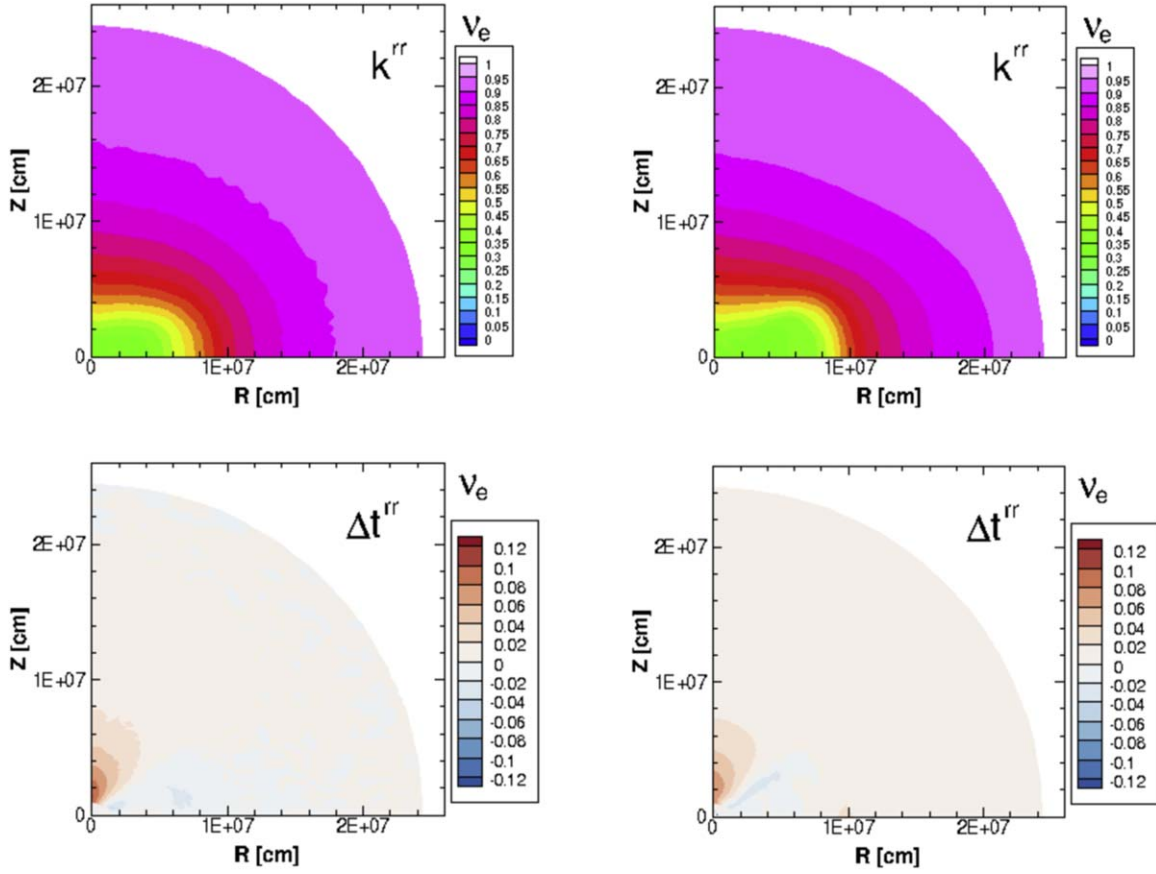 k^rr
ν_e
1
0.95
0.9
0.85
0.8
0.75
0.7
0.65
0.6
0.55
0.5
0.45
0.4
0.35
0.3
0.25
0.2
0.15
0.1
0.05
0
Z [cm]
2E+07
1E+07
0
0
1E+07
2E+07
R [cm]
k^rr
ν_e
1
0.95
0.9
0.85
0.8
0.75
0.7
0.65
0.6
0.55
0.5
0.45
0.4
0.35
0.3
0.25
0.2
0.15
0.1
0.05
0
Z [cm]
2E+07
1E+07
0
0
1E+07
2E+07
R [cm]
Δt^rr
ν_e
0.12
0.1
0.08
0.06
0.04
0.02
0
-0.02
-0.04
-0.06
-0.08
-0.1
-0.12
Z [cm]
2E+07
1E+07
0
0
1E+07
2E+07
R [cm]
Δt^rr
ν_e
0.12
0.1
0.08
0.06
0.04
0.02
0
-0.02
-0.04
-0.06
-0.08
-0.1
-0.12
Z [cm]
2E+07
1E+07
0
0
1E+07
2E+07
R [cm]